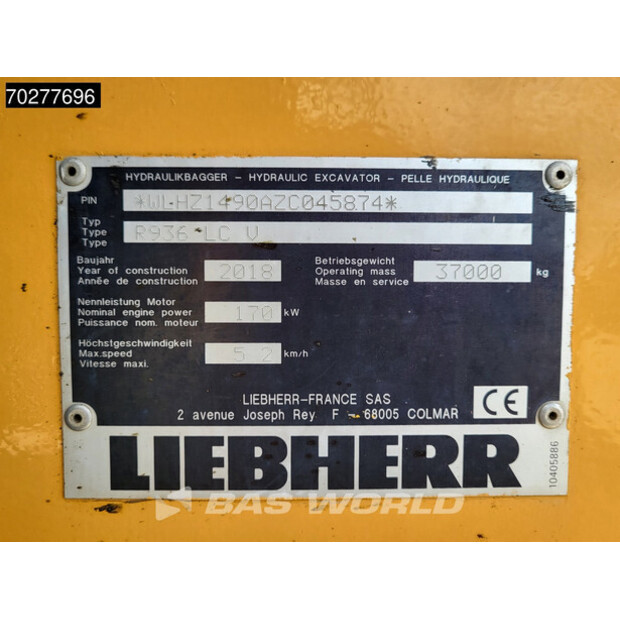 70277696
HYDRAULIKBAGGER - HYDRAULIC EXCAVATOR - PELLE HYDRAULIQUE
PIN *WLHZ1490AZC045874*
Typ
Type R936 LC V
Type
Baujahr
Year of construction 2018
Année de construction
Betriebsgewicht
Operating mass 37000 kg
Masse en service
Nennleistung Motor
Nominal engine power 170 kW
Puissance nom. moteur
Höchstgeschwindigkeit
Max.speed 5.2 km/h
Vitesse maxi.
LIEBHERR-FRANCE SAS
2 avenue Joseph Rey F - 68005 COLMAR
CE
LIEBHERR
10405886
BAS WORLD